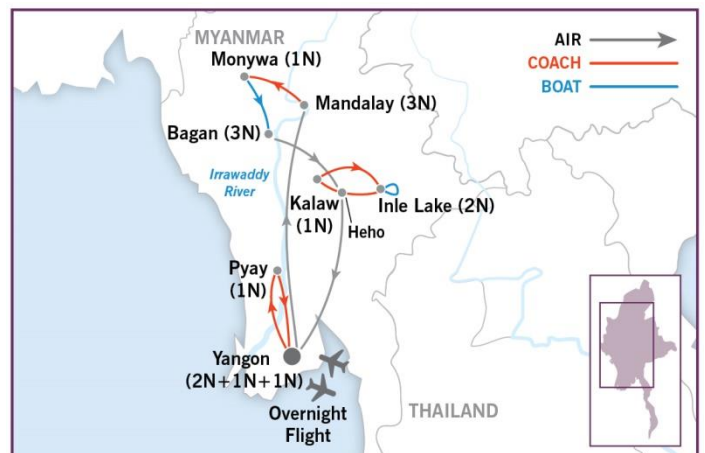 MYANMAR
AIR
COACH
BOAT
Monywa (1N)
Mandalay (3N)
Bagan (3N)
Irrawaddy
River
Kalaw
(1N)
Heho
Inle Lake (2N)
Pyay
(1N)
Yangon
(2N+1N+1N)
Overnight
Flight
THAILAND